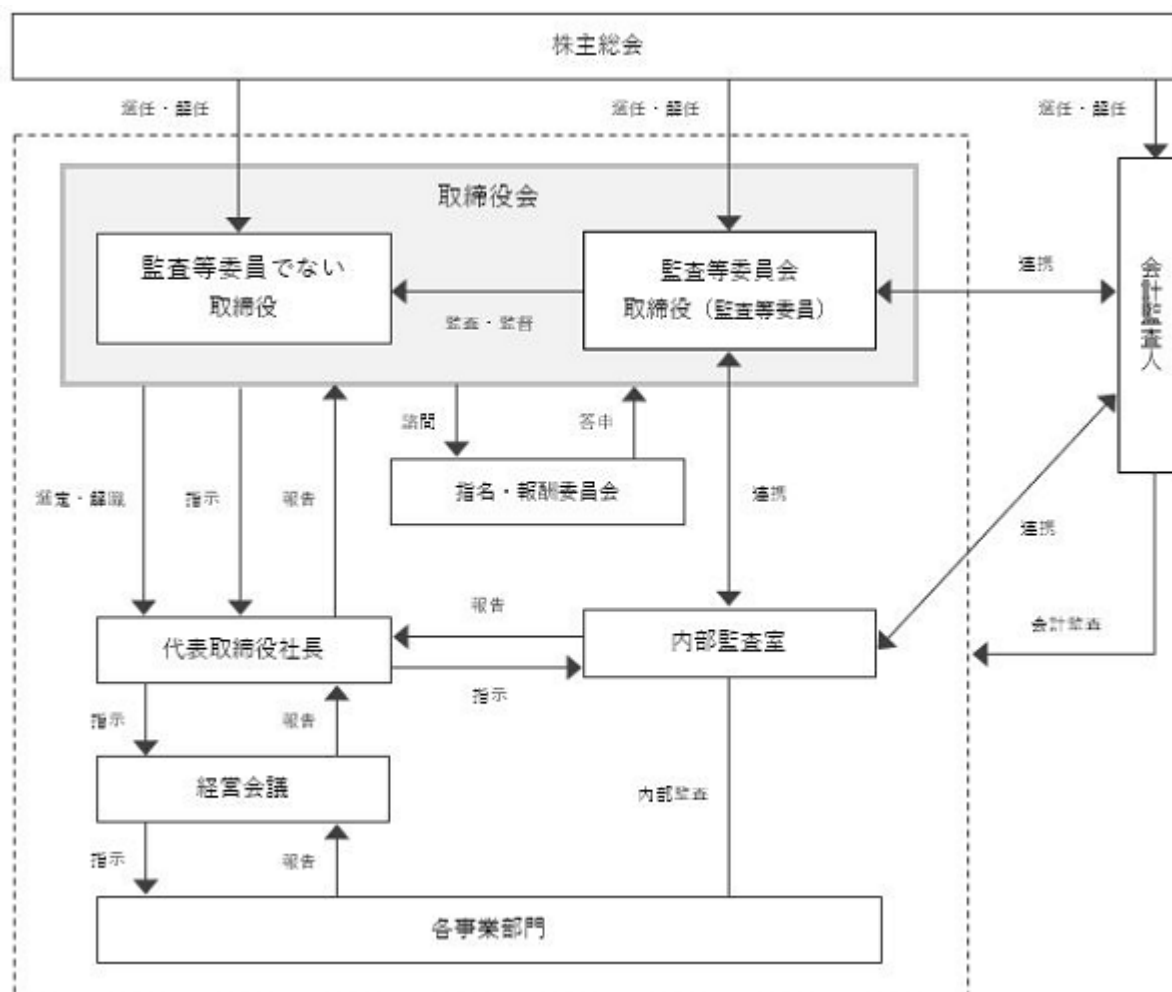 株主総会
選任・解任
選任・解任
選任・解任
取締役会
監査等委員でない
取締役
監査等委員会
取締役（監査等委員）
監査・監督
連携
会計監査人
諮問
答申
指名・報酬委員会
選定・解職
指示
報告
連携
連携
報告
代表取締役社長
内部監査室
会計監査
指示
指示
報告
経営会議
内部監査
指示
報告
各事業部門